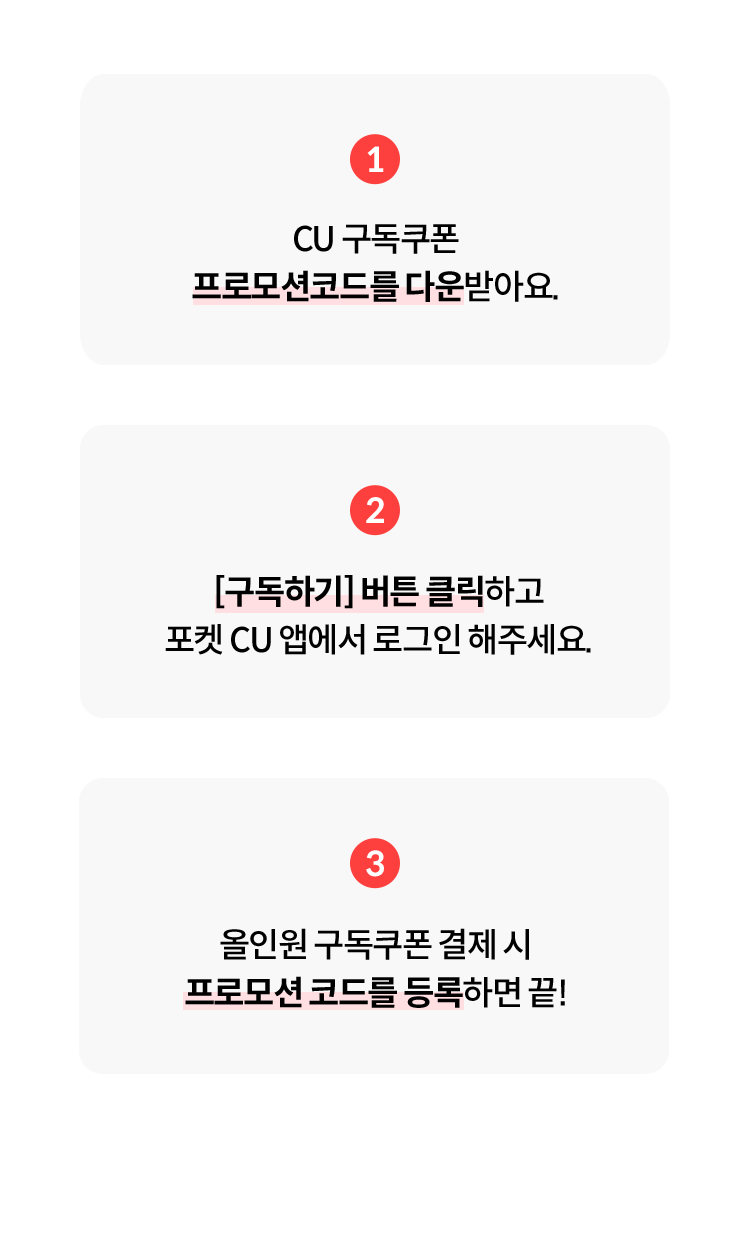 1
CU 구독쿠폰
프로모션코드를 다운받아요.
2
[구독하기] 버튼 클릭하고
포켓 CU 앱에서 로그인 해주세요.
3
올인원 구독쿠폰 결제 시
프로모션 코드를 등록하면 끝!